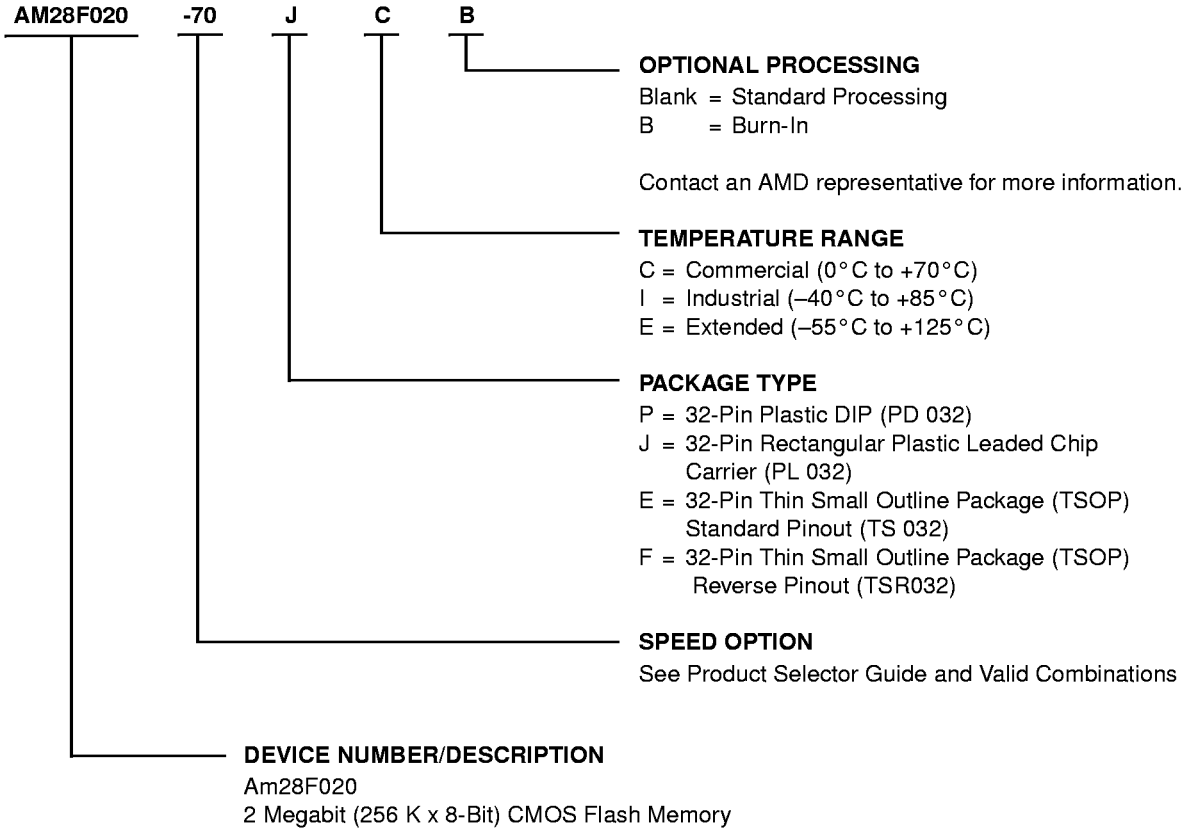 AM28F020 -70 J C B
OPTIONAL PROCESSING
Blank = Standard Processing
B = Burn-In
Contact an AMD representative for more information.
TEMPERATURE RANGE
C = Commercial (0°C to +70°C)
I = Industrial (–40°C to +85°C)
E = Extended (–55°C to +125°C)
PACKAGE TYPE
P = 32-Pin Plastic DIP (PD 032)
J = 32-Pin Rectangular Plastic Leaded Chip
Carrier (PL 032)
E = 32-Pin Thin Small Outline Package (TSOP)
Standard Pinout (TS 032)
F = 32-Pin Thin Small Outline Package (TSOP)
Reverse Pinout (TSR032)
SPEED OPTION
See Product Selector Guide and Valid Combinations
DEVICE NUMBER/DESCRIPTION
Am28F020
2 Megabit (256 K x 8-Bit) CMOS Flash Memory